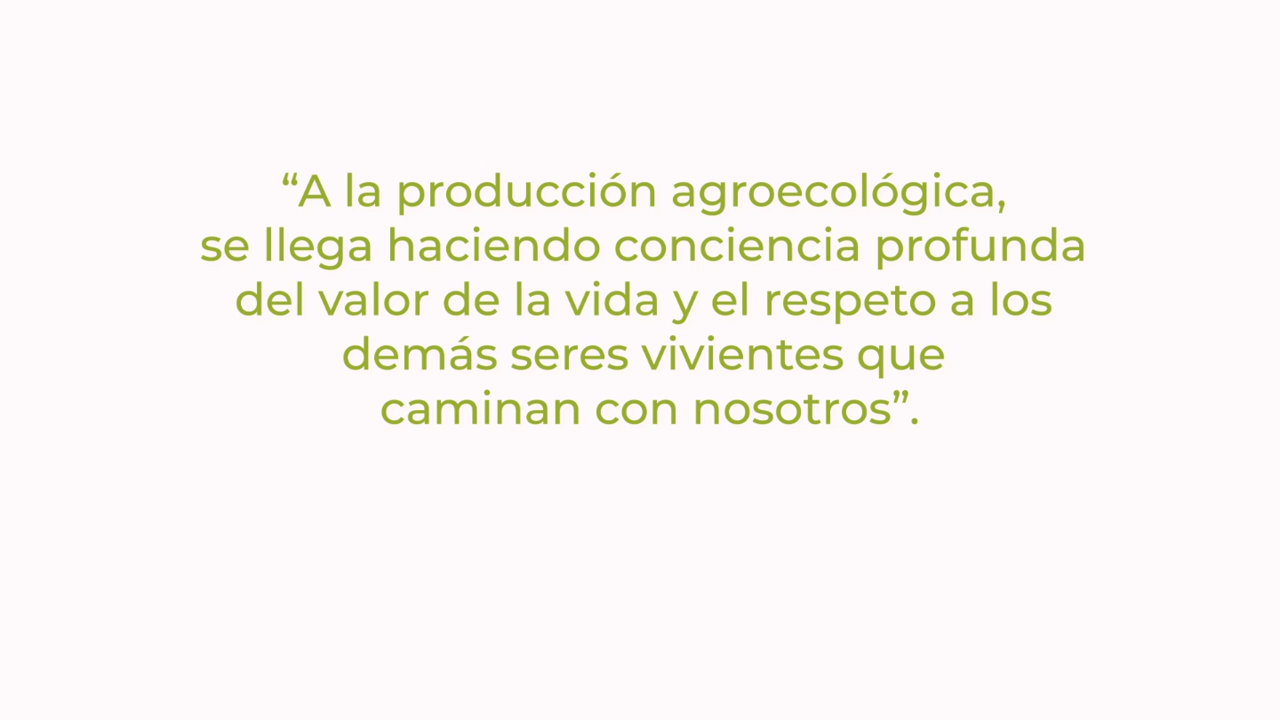 “A la producción agroecológica,
se llega haciendo conciencia profunda
del valor de la vida y el respeto a los
demás seres vivientes que
caminan con nosotros”.